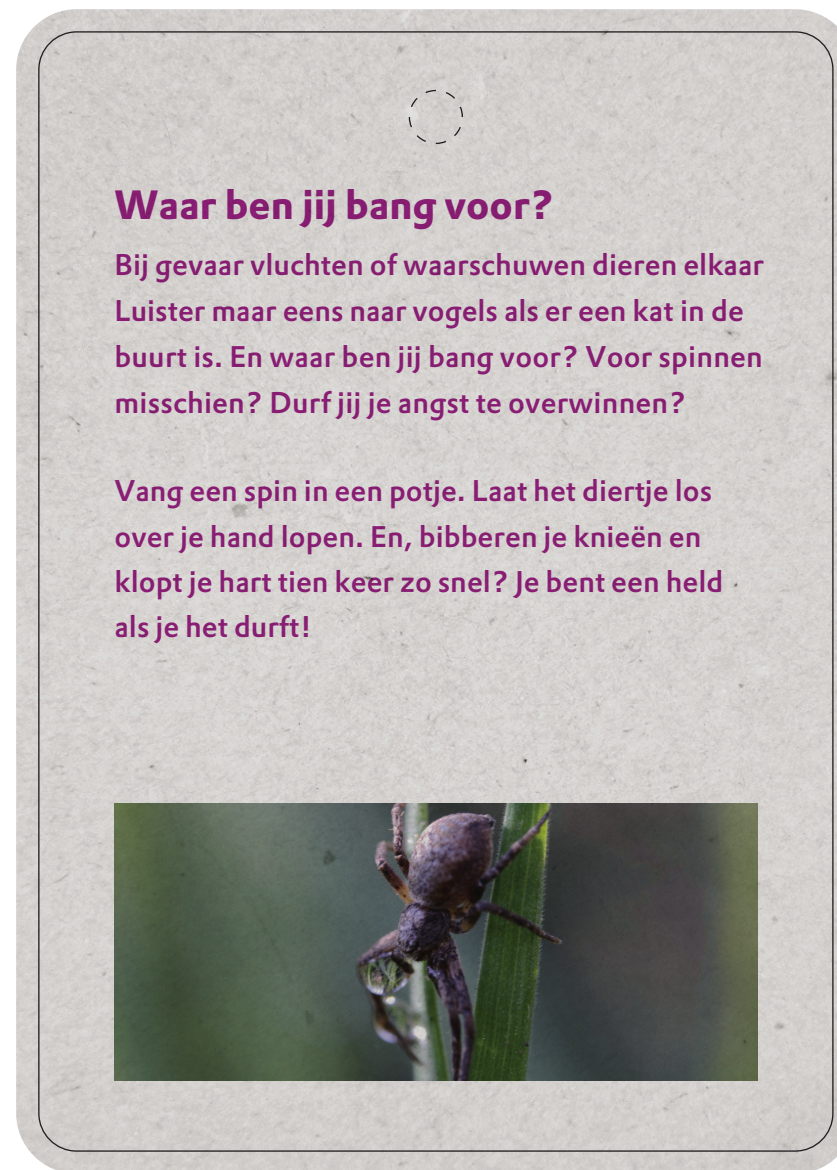 Waar ben jij bang voor?
Bij gevaar vluchten of waarschuwen dieren elkaar
Luister maar eens naar vogels als er een kat in de
buurt is. En waar ben jij bang voor? Voor spinnen
misschien? Durf jij je angst te overwinnen?
Vang een spin in een potje. Laat het diertje los
over je hand lopen. En, bibberen je knieën en
klopt je hart tien keer zo snel? Je bent een held
als je het durft!